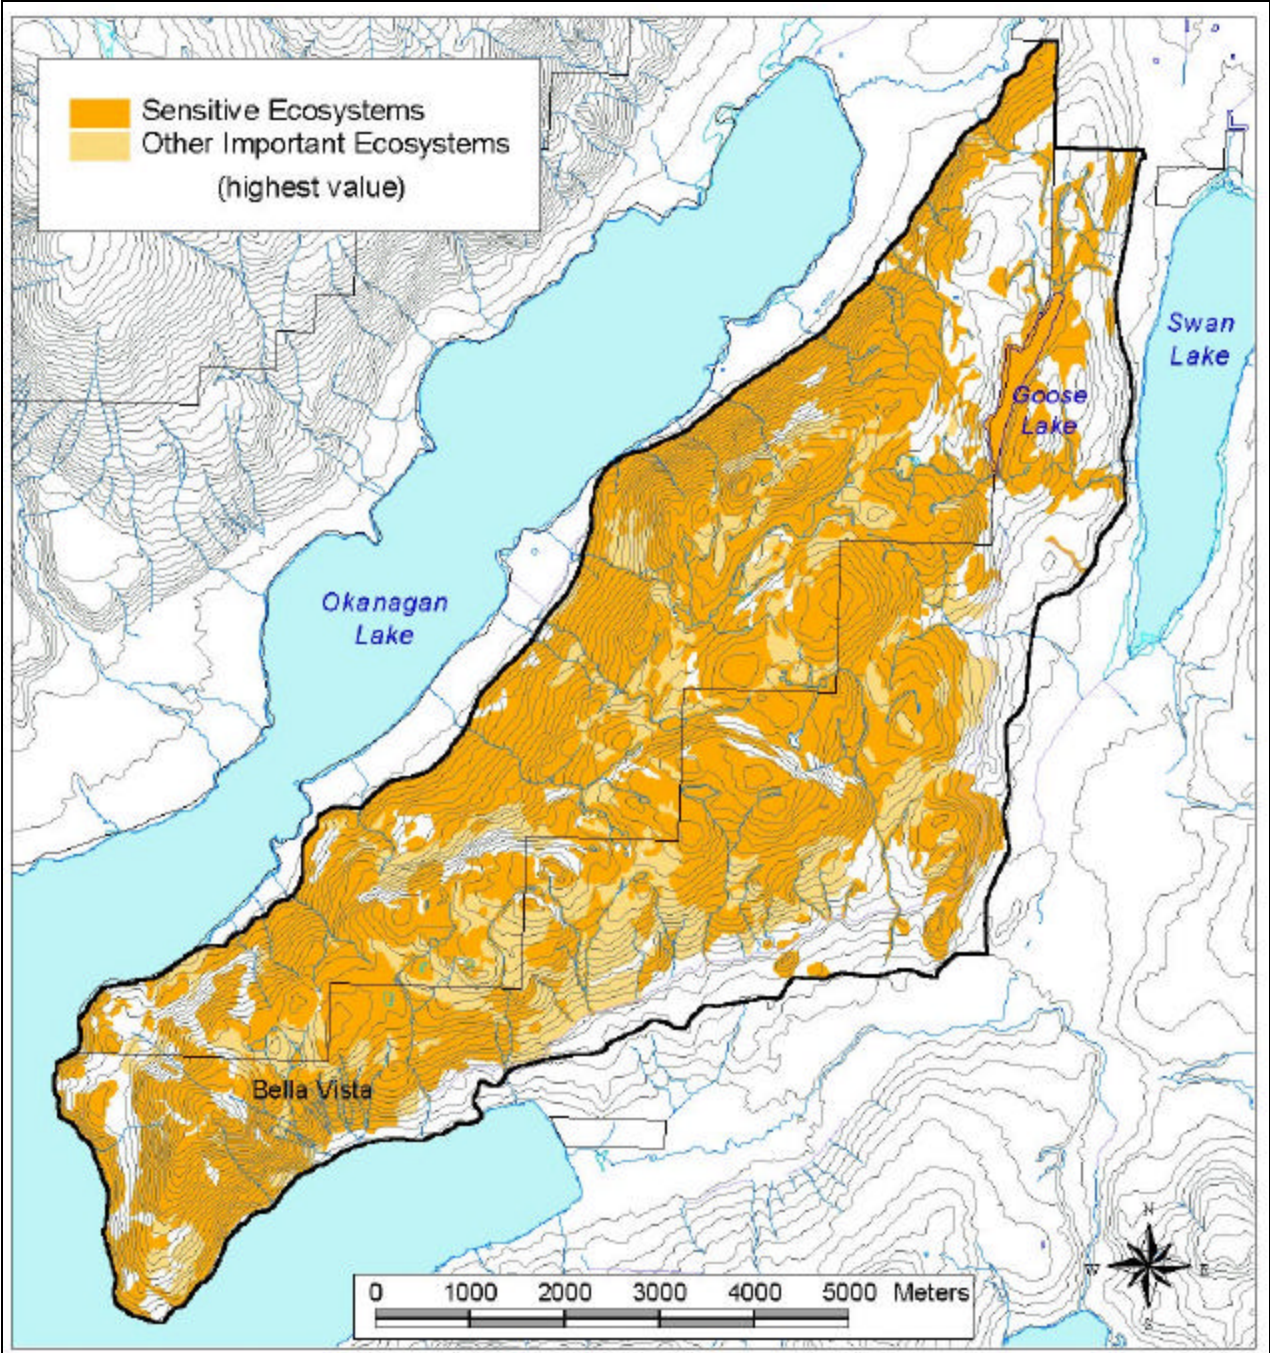 Sensitive Ecosystems
Other Important Ecosystems
(highest value)
Swan
Lake
Goose
Lake
Okanagan
Lake
Bella Vista
N
W
E
S
0 1000 2000 3000 4000 5000 Meters